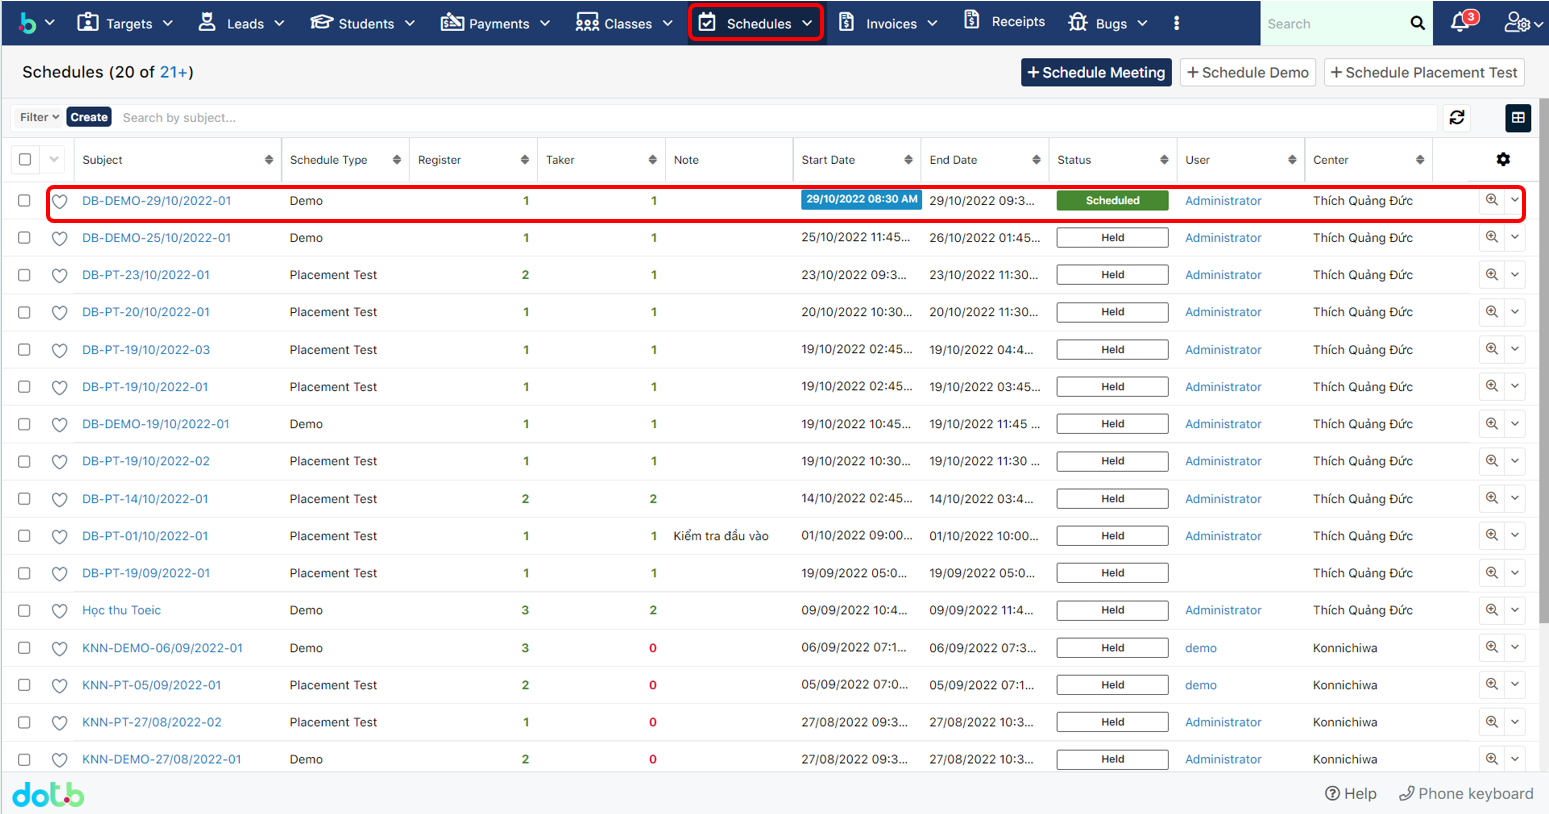 b Targets Leads Students Payments Classes Schedules Invoices Receipts Bugs Search 3
Schedules (20 of 21+) + Schedule Meeting + Schedule Demo + Schedule Placement Test
Filter Create Search by subject...
Subject Schedule Type Register Taker Note Start Date End Date Status User Center
DB-DEMO-29/10/2022-01 Demo 1 1 29/10/2022 08:30 AM 29/10/2022 09:3... Scheduled Administrator Thích Quảng Đức
DB-DEMO-25/10/2022-01 Demo 1 1 25/10/2022 11:45... 26/10/2022 01:45... Held Administrator Thích Quảng Đức
DB-PT-23/10/2022-01 Placement Test 2 1 23/10/2022 09:3... 23/10/2022 11:30... Held Administrator Thích Quảng Đức
DB-PT-20/10/2022-01 Placement Test 1 1 20/10/2022 10:30... 20/10/2022 11:30... Held Administrator Thích Quảng Đức
DB-PT-19/10/2022-03 Placement Test 1 1 19/10/2022 02:45... 19/10/2022 04:4... Held Administrator Thích Quảng Đức
DB-PT-19/10/2022-01 Placement Test 1 1 19/10/2022 02:45... 19/10/2022 03:45... Held Administrator Thích Quảng Đức
DB-DEMO-19/10/2022-01 Demo 1 1 19/10/2022 10:45... 19/10/2022 11:45 ... Held Administrator Thích Quảng Đức
DB-PT-19/10/2022-02 Placement Test 1 1 19/10/2022 10:30... 19/10/2022 11:30 ... Held Administrator Thích Quảng Đức
DB-PT-14/10/2022-01 Placement Test 2 2 14/10/2022 02:45... 14/10/2022 03:4... Held Administrator Thích Quảng Đức
DB-PT-01/10/2022-01 Placement Test 1 1 Kiểm tra đầu vào 01/10/2022 09:00... 01/10/2022 10:00... Held Administrator Thích Quảng Đức
DB-PT-19/09/2022-01 Placement Test 1 1 19/09/2022 05:0... 19/09/2022 05:0... Held Thích Quảng Đức
Học thu Toeic Demo 3 2 09/09/2022 10:4... 09/09/2022 11:4... Held Administrator Thích Quảng Đức
KNN-DEMO-06/09/2022-01 Demo 3 0 06/09/2022 07:1... 06/09/2022 07:3... Held demo Konnichiwa
KNN-PT-05/09/2022-01 Placement Test 2 0 05/09/2022 07:0... 05/09/2022 07:1... Held demo Konnichiwa
KNN-PT-27/08/2022-02 Placement Test 1 0 27/08/2022 09:3... 27/08/2022 10:3... Held Administrator Konnichiwa
KNN-DEMO-27/08/2022-01 Demo 2 0 27/08/2022 09:3... 27/08/2022 10:3... Held Administrator Konnichiwa
dotb Help Phone keyboard